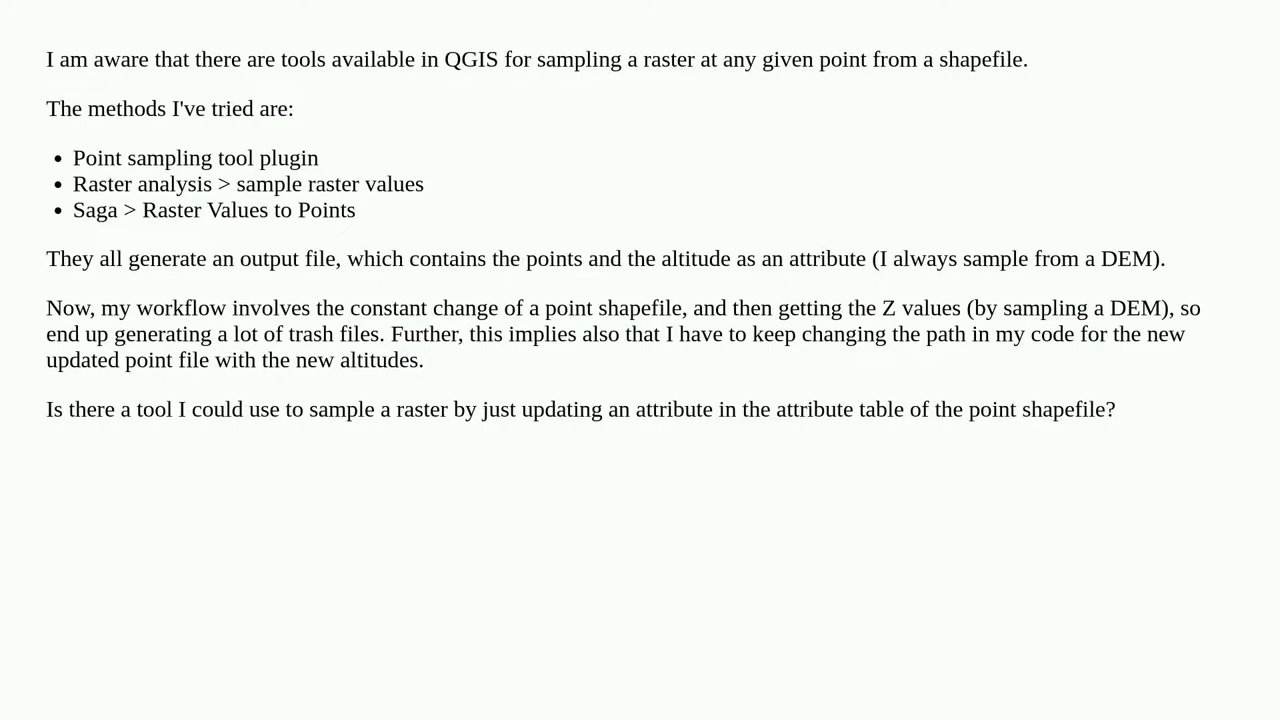 I am aware that there are tools available in QGIS for sampling a raster at any given point from a shapefile.
The methods I've tried are:
• Point sampling tool plugin
• Raster analysis > sample raster values
• Saga > Raster Values to Points
They all generate an output file, which contains the points and the altitude as an attribute (I always sample from a DEM).
Now, my workflow involves the constant change of a point shapefile, and then getting the Z values (by sampling a DEM), so
end up generating a lot of trash files. Further, this implies also that I have to keep changing the path in my code for the new
updated point file with the new altitudes.
Is there a tool I could use to sample a raster by just updating an attribute in the attribute table of the point shapefile?